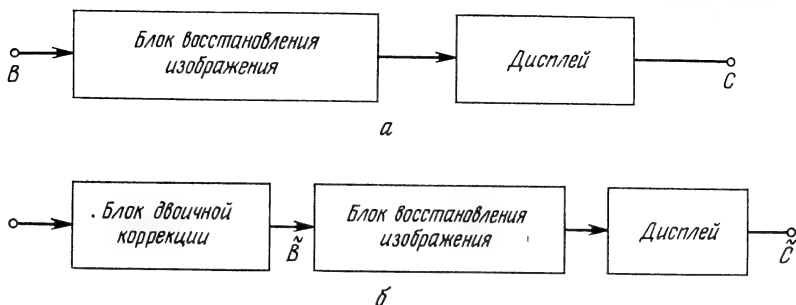 Блок восстановления
изображения
Дисплей
B
C
а
Блок двоичной
коррекции
Блок восстановления
изображения
Дисплей
B̃
C̃
б